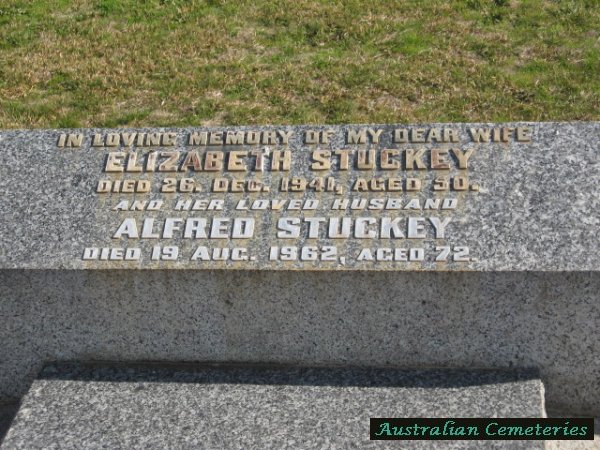 IN LOVING MEMORY OF MY DEAR WIFE
ELIZABETH STUCKEY
DIED 26. DEC. 1941, AGED 50.
AND HER LOVED HUSBAND
ALFRED STUCKEY
DIED 19 AUG. 1962, AGED 72.
Australian Cemeteries